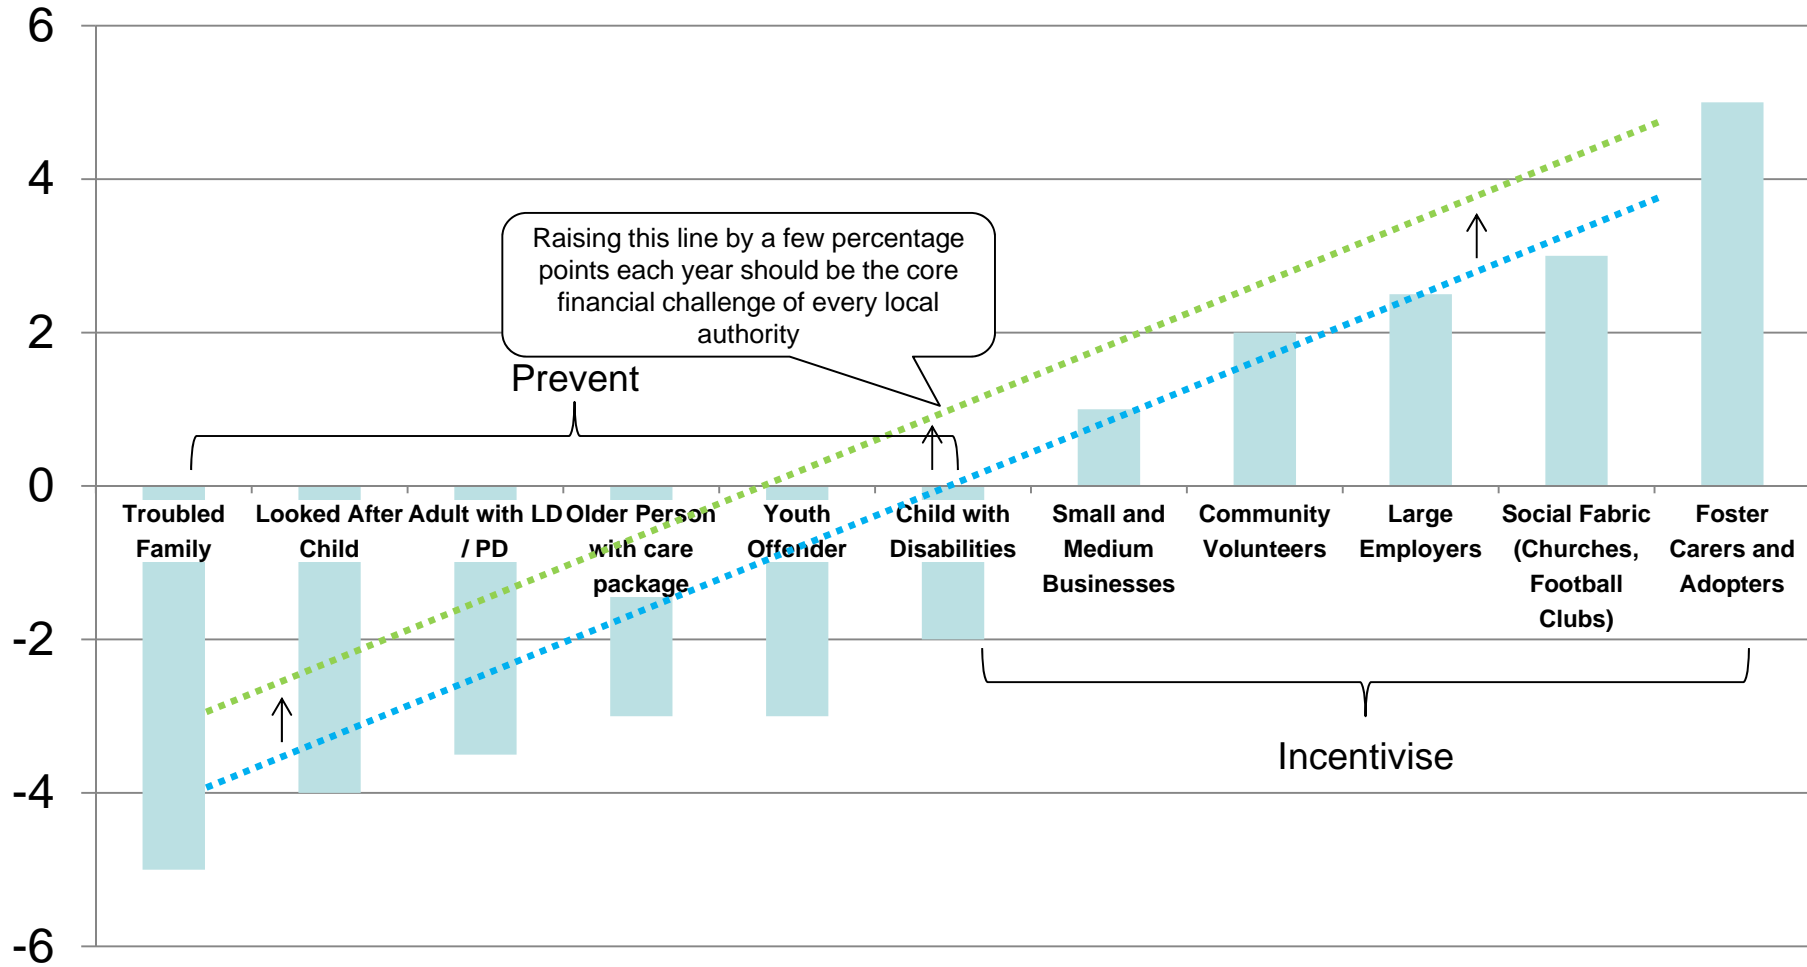 6
4
2
0
-2
-4
-6
Raising this line by a few percentage
points each year should be the core
financial challenge of every local
authority
Prevent
Troubled
Family
Looked After
Child
Adult with LD
/ PD
Older Person
with care
package
Youth
Offender
Child with
Disabilities
Small and
Medium
Businesses
Community
Volunteers
Large
Employers
Social Fabric
(Churches,
Football
Clubs)
Foster
Carers and
Adopters
Incentivise